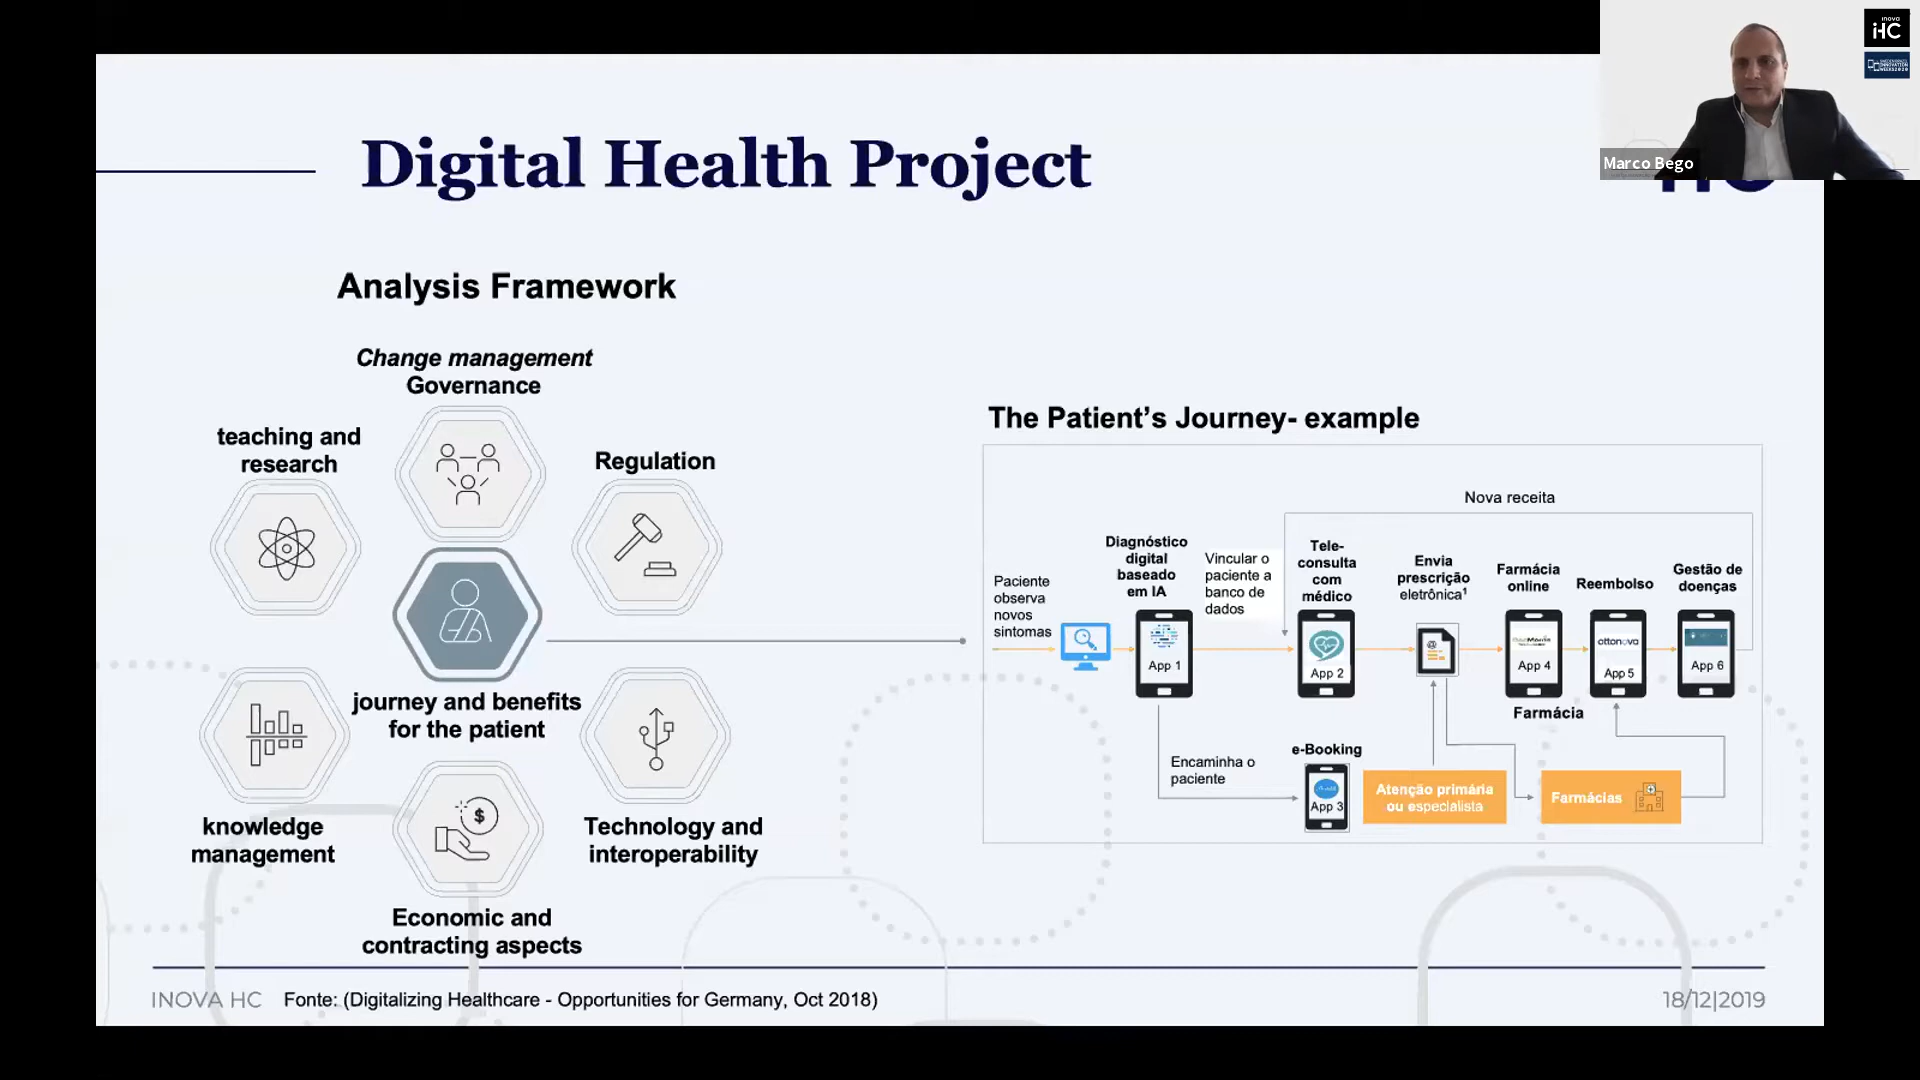 inova
HC
INNOVATION
Marco Bego
Digital Health Project
Analysis Framework
Change management
Governance
teaching and
research
Regulation
journey and benefits
for the patient
knowledge
management
Technology and
interoperability
Economic and
contracting aspects
The Patient's Journey- example
Nova receita
Paciente
observa
novos
sintomas
Diagnóstico
digital
baseado
em IA
App 1
Vincular o
paciente a
banco de
dados
Tele-
consulta
com
médico
App 2
Envia
prescrição
eletrônica¹
@
Farmácia
online
App 4
Farmácia
Reembolso
ottonova
App 5
Gestão de
doenças
App 6
Encaminha o
paciente
e-Booking
App 3
Atenção primária
ou especialista
Farmácias
INOVA HC
Fonte: (Digitalizing Healthcare - Opportunities for Germany, Oct 2018)
18/12|2019